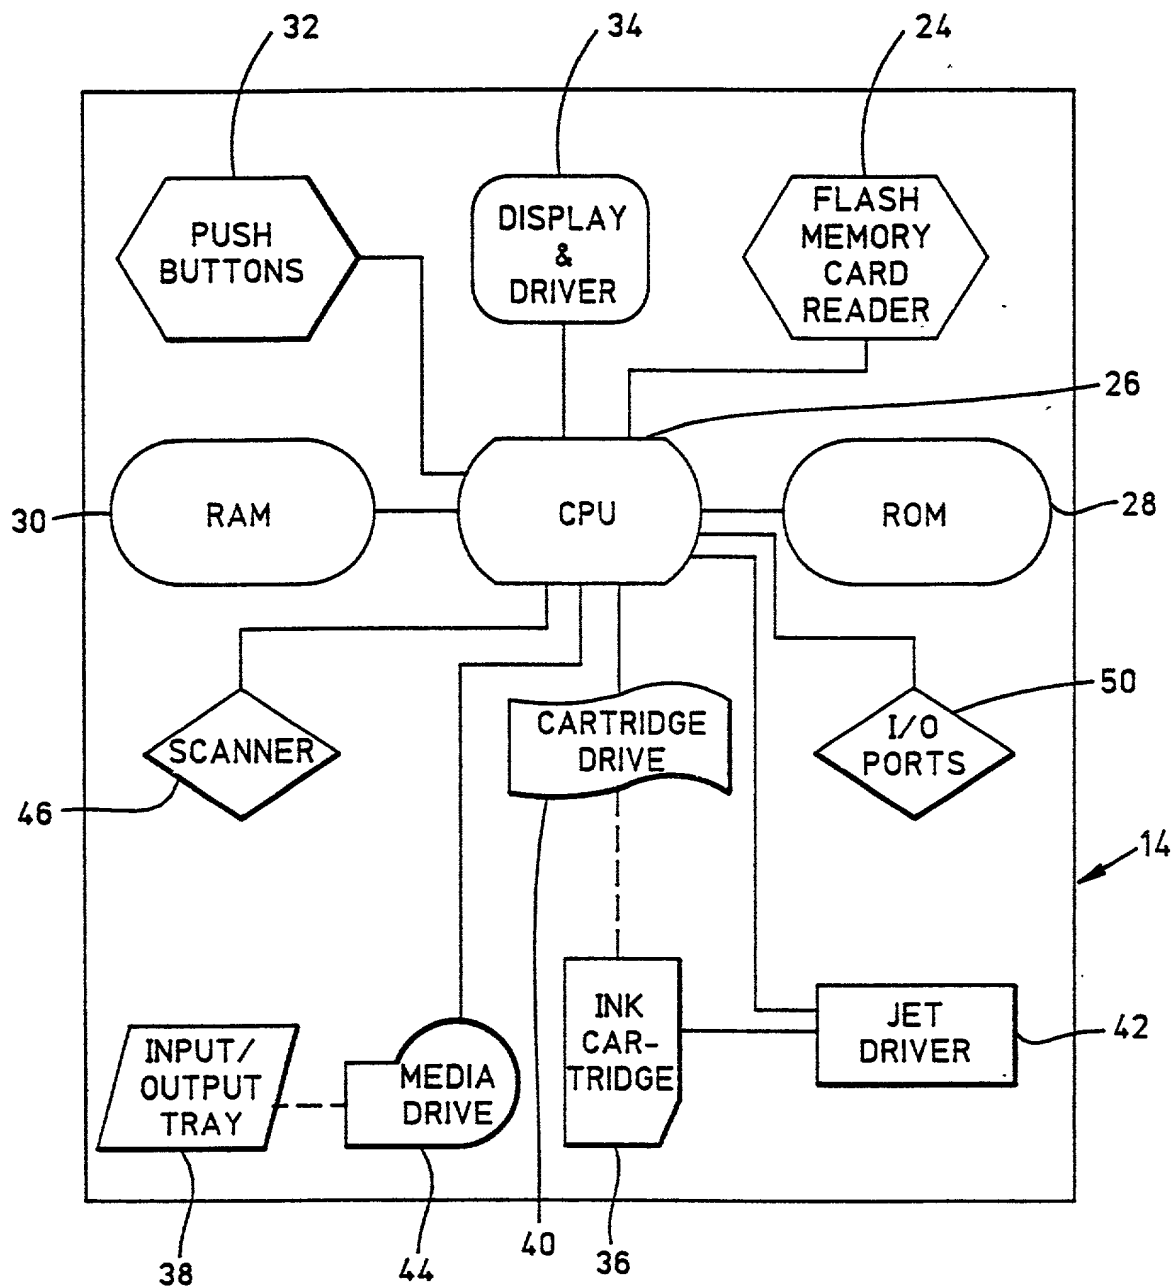 32
34
24
PUSH
BUTTONS
DISPLAY
&
DRIVER
FLASH
MEMORY
CARD
READER
26
30
RAM
CPU
ROM
28
50
SCANNER
CARTRIDGE
DRIVE
I/O
PORTS
46
14
INPUT/
OUTPUT
TRAY
MEDIA
DRIVE
INK
CAR-
TRIDGE
JET
DRIVER
42
38
44
40
36